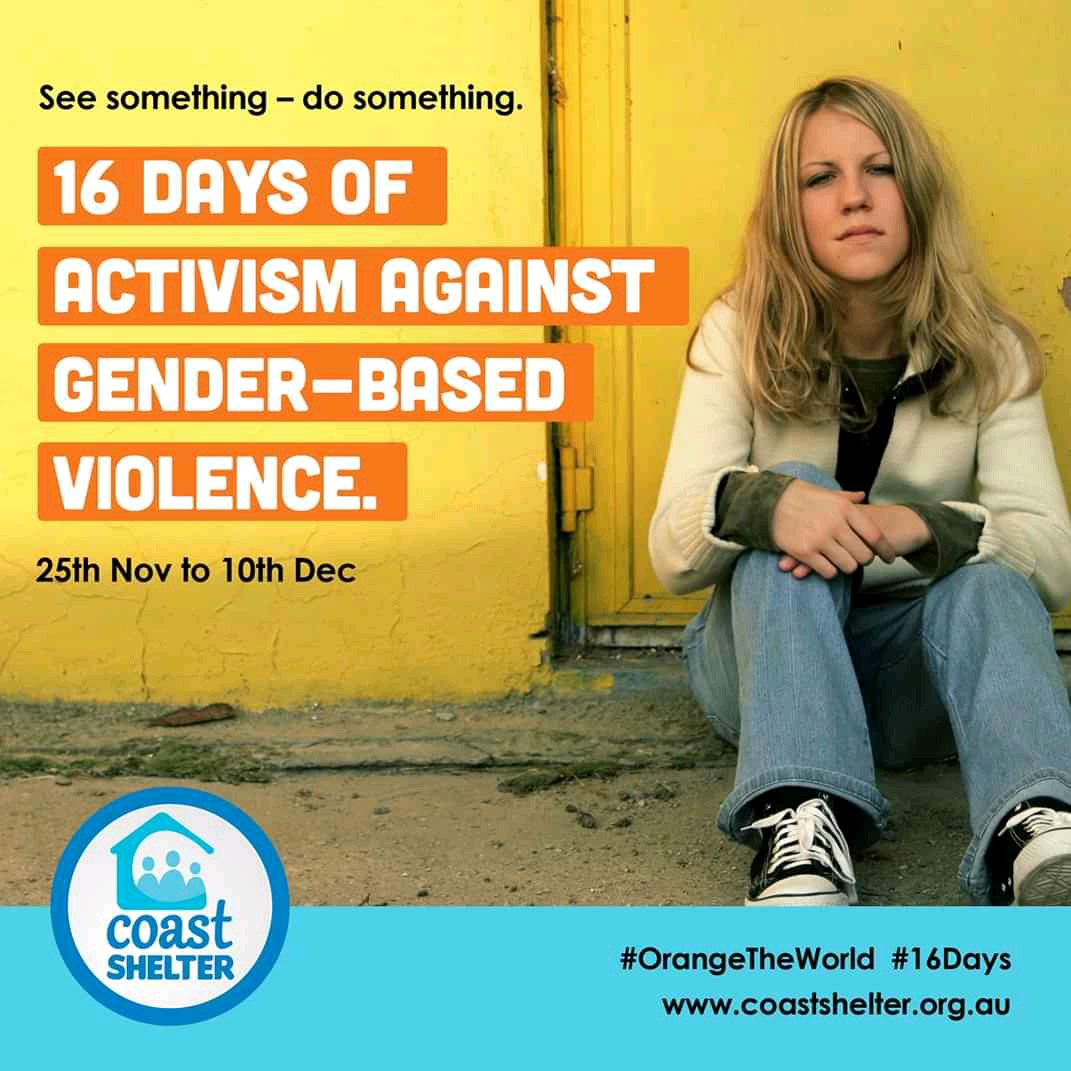 See something – do something.
16 DAYS OF
ACTIVISM AGAINST
GENDER–BASED
VIOLENCE.
25th Nov to 10th Dec
coast
SHELTER
#OrangeTheWorld #16Days
www.coastshelter.org.au